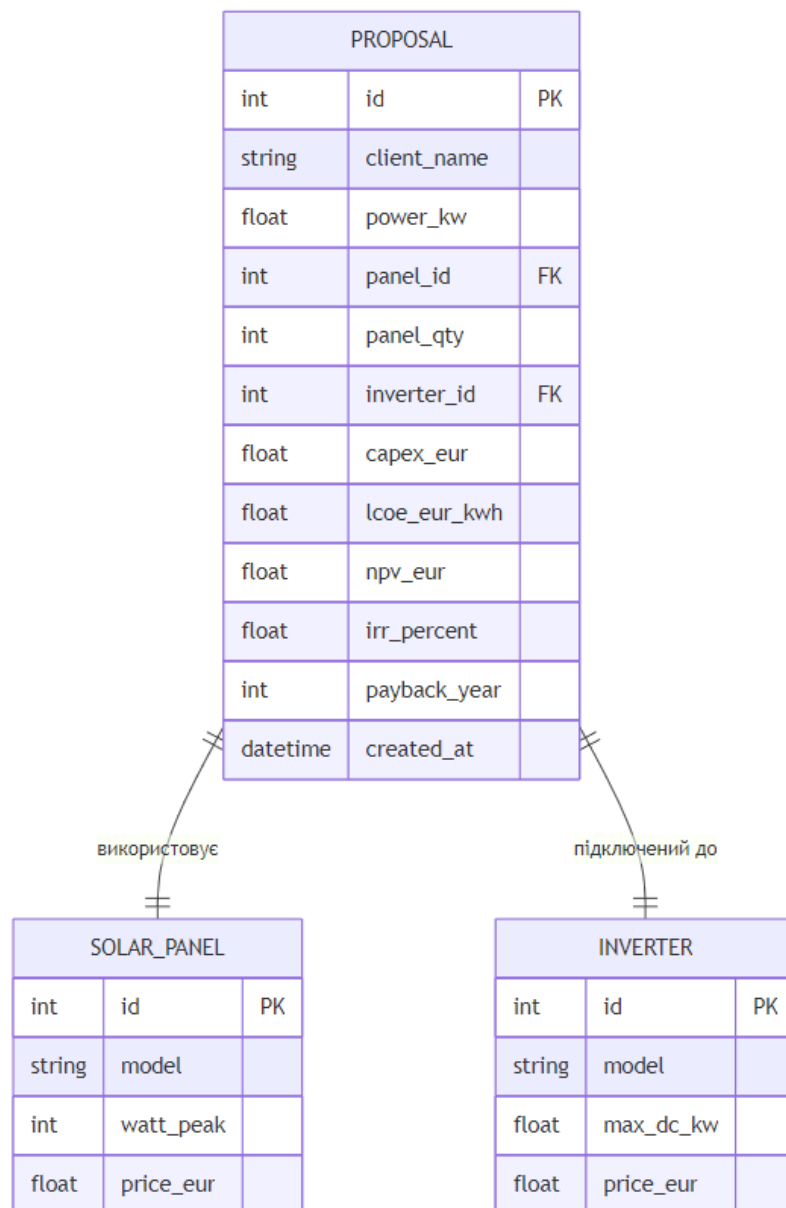 PROPOSAL
int id PK
string client_name
float power_kw
int panel_id FK
int panel_qty
int inverter_id FK
float capex_eur
float lcoe_eur_kwh
float npv_eur
float irr_percent
int payback_year
datetime created_at
використовує
підключений до
SOLAR_PANEL
int id PK
string model
int watt_peak
float price_eur
INVERTER
int id PK
string model
float max_dc_kw
float price_eur